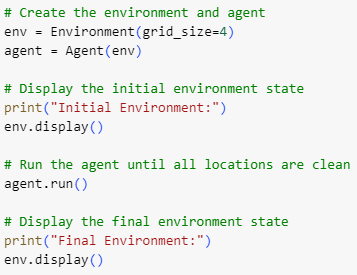 # Create the environment and agent
env = Environment(grid_size=4)
agent = Agent(env)
# Display the initial environment state
print("Initial Environment:")
env.display()
# Run the agent until all locations are clean
agent.run()
# Display the final environment state
print("Final Environment:")
env.display()